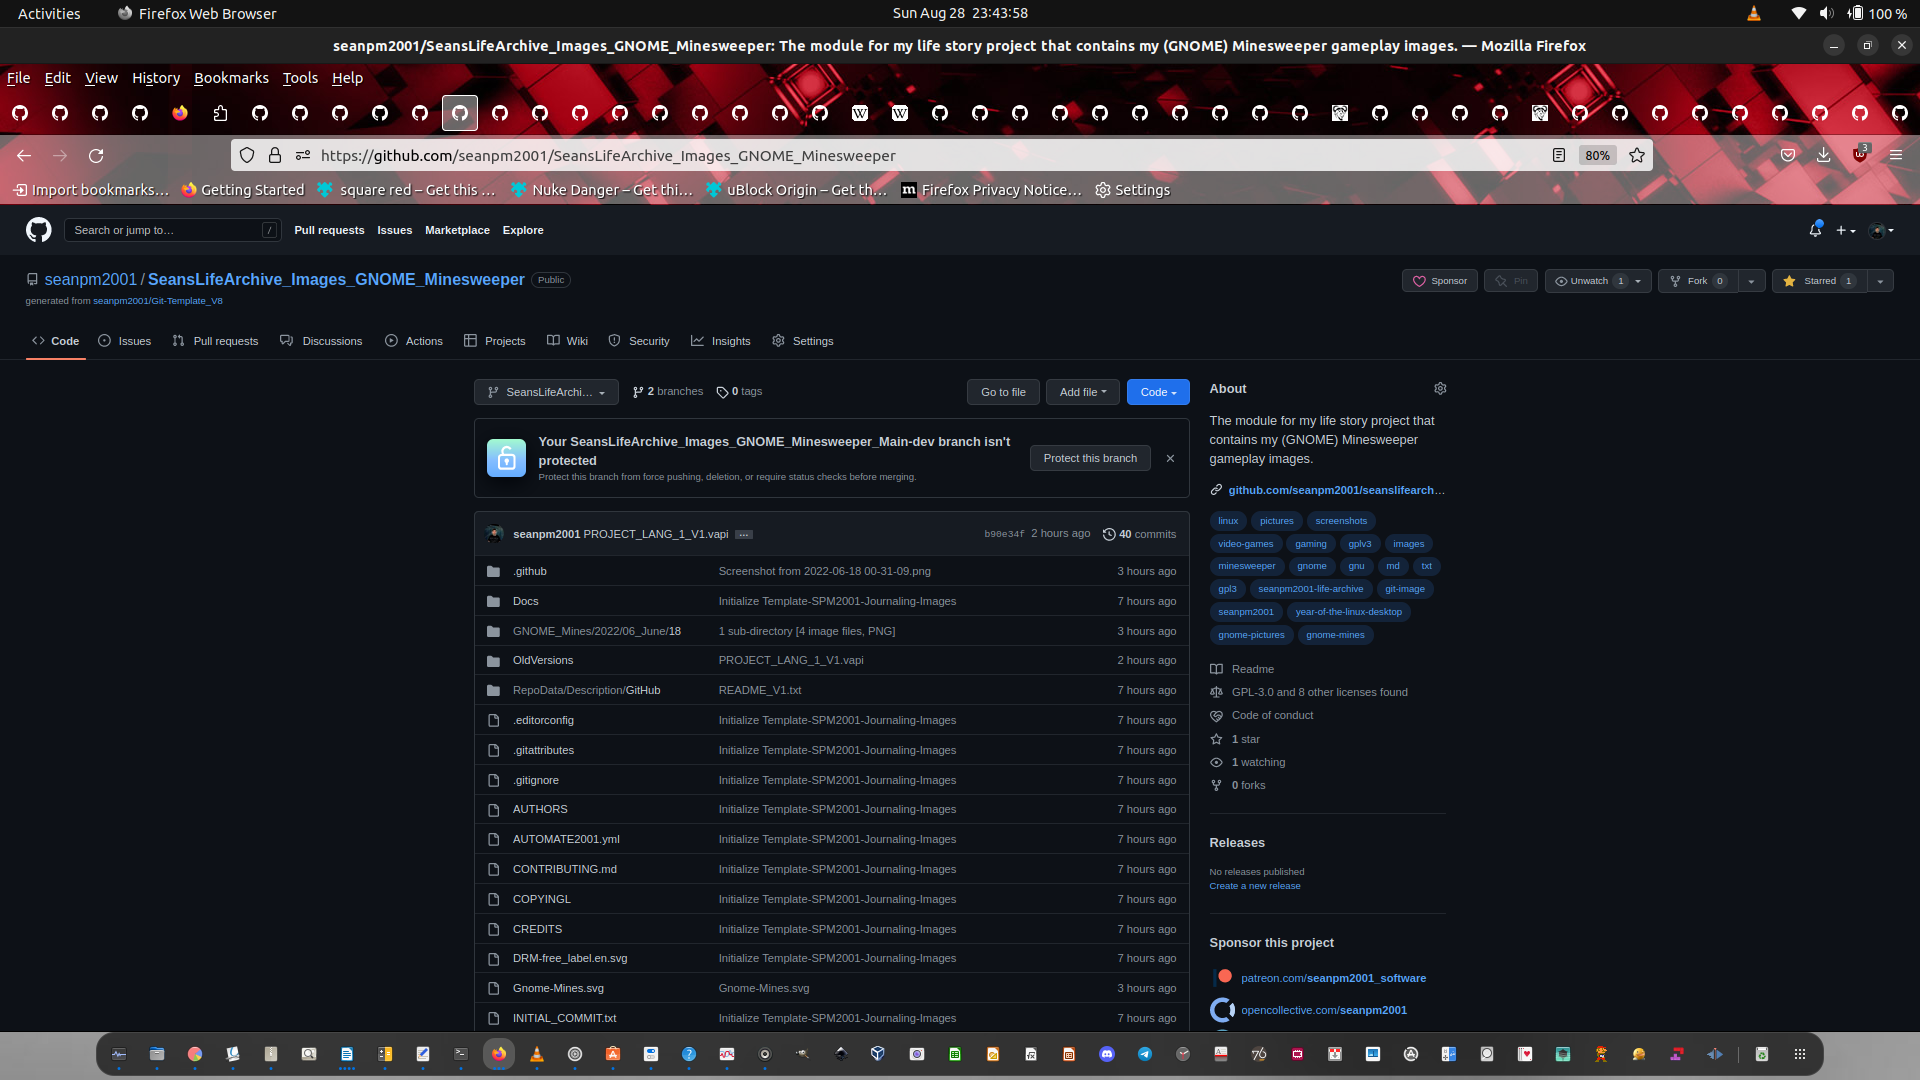 Activities
Firefox Web Browser
Sun Aug 28 23:43:58
100 %
seanpm2001/SeansLifeArchive_Images_GNOME_Minesweeper: The module for my life story project that contains my (GNOME) Minesweeper gameplay images. — Mozilla Firefox
File Edit View History Bookmarks Tools Help
https://github.com/seanpm2001/SeansLifeArchive_Images_GNOME_Minesweeper
80%
3
Import bookmarks…
Getting Started
square red – Get this …
Nuke Danger – Get thi…
uBlock Origin – Get th…
Firefox Privacy Notice…
Settings
Search or jump to…
/
Pull requests Issues Marketplace Explore
seanpm2001 / SeansLifeArchive_Images_GNOME_Minesweeper Public
generated from seanpm2001/Git-Template_V8
Sponsor
Pin
Unwatch 1
Fork 0
Starred 1
Code
Issues
Pull requests
Discussions
Actions
Projects
Wiki
Security
Insights
Settings
SeansLifeArchi…
2 branches
0 tags
Go to file
Add file
Code
Your SeansLifeArchive_Images_GNOME_Minesweeper_Main-dev branch isn't
protected
Protect this branch from force pushing, deletion, or require status checks before merging.
Protect this branch
seanpm2001 PROJECT_LANG_1_V1.vapi …
b90e34f 2 hours ago
40 commits
.github Screenshot from 2022-06-18 00-31-09.png 3 hours ago
Docs Initialize Template-SPM2001-Journaling-Images 7 hours ago
GNOME_Mines/2022/06_June/18 1 sub-directory [4 image files, PNG] 3 hours ago
OldVersions PROJECT_LANG_1_V1.vapi 2 hours ago
RepoData/Description/GitHub README_V1.txt 7 hours ago
.editorconfig Initialize Template-SPM2001-Journaling-Images 7 hours ago
.gitattributes Initialize Template-SPM2001-Journaling-Images 7 hours ago
.gitignore Initialize Template-SPM2001-Journaling-Images 7 hours ago
AUTHORS Initialize Template-SPM2001-Journaling-Images 7 hours ago
AUTOMATE2001.yml Initialize Template-SPM2001-Journaling-Images 7 hours ago
CONTRIBUTING.md Initialize Template-SPM2001-Journaling-Images 7 hours ago
COPYINGL Initialize Template-SPM2001-Journaling-Images 7 hours ago
CREDITS Initialize Template-SPM2001-Journaling-Images 7 hours ago
DRM-free_label.en.svg Initialize Template-SPM2001-Journaling-Images 7 hours ago
Gnome-Mines.svg Gnome-Mines.svg 3 hours ago
INITIAL_COMMIT.txt Initialize Template-SPM2001-Journaling-Images 7 hours ago
About
The module for my life story project that
contains my (GNOME) Minesweeper
gameplay images.
github.com/seanpm2001/seanslifearch…
linux pictures screenshots
video-games gaming gplv3 images
minesweeper gnome gnu md txt
gpl3 seanpm2001-life-archive git-image
seanpm2001 year-of-the-linux-desktop
gnome-pictures gnome-mines
Readme
GPL-3.0 and 8 other licenses found
Code of conduct
1 star
1 watching
0 forks
Releases
No releases published
Create a new release
Sponsor this project
patreon.com/seanpm2001_software
opencollective.com/seanpm2001